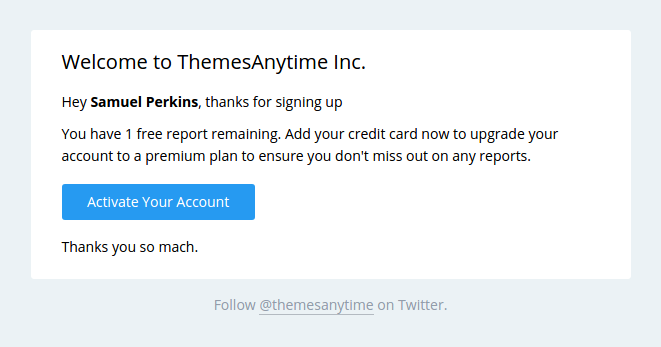 Welcome to ThemesAnytime Inc.
Hey Samuel Perkins, thanks for signing up
You have 1 free report remaining. Add your credit card now to upgrade your
account to a premium plan to ensure you don't miss out on any reports.
Activate Your Account
Thanks you so mach.
Follow @themesanytime on Twitter.